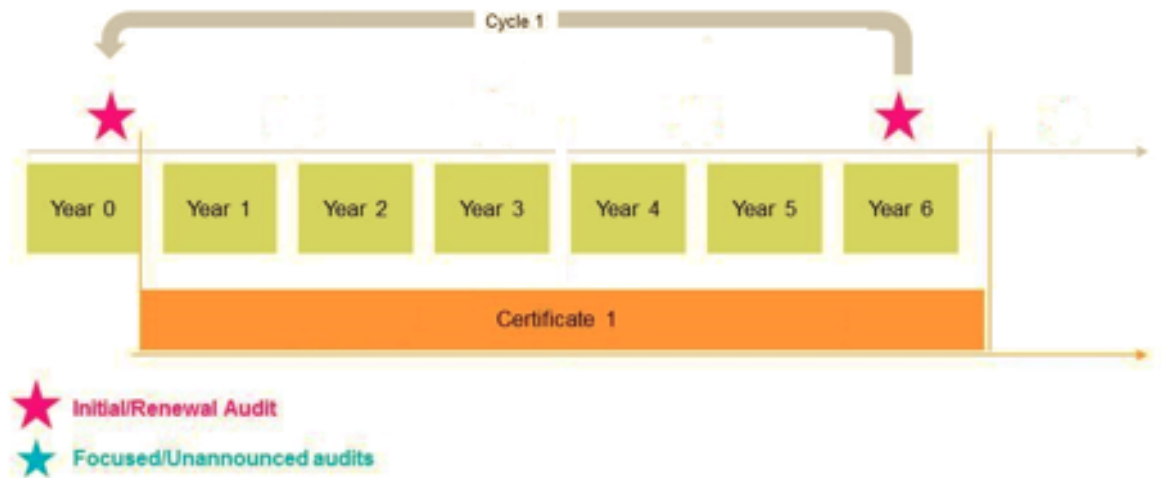 Cycle 1
Year 0 Year 1 Year 2 Year 3 Year 4 Year 5 Year 6
Certificate 1
Initial/Renewal Audit
Focused/Unannounced audits